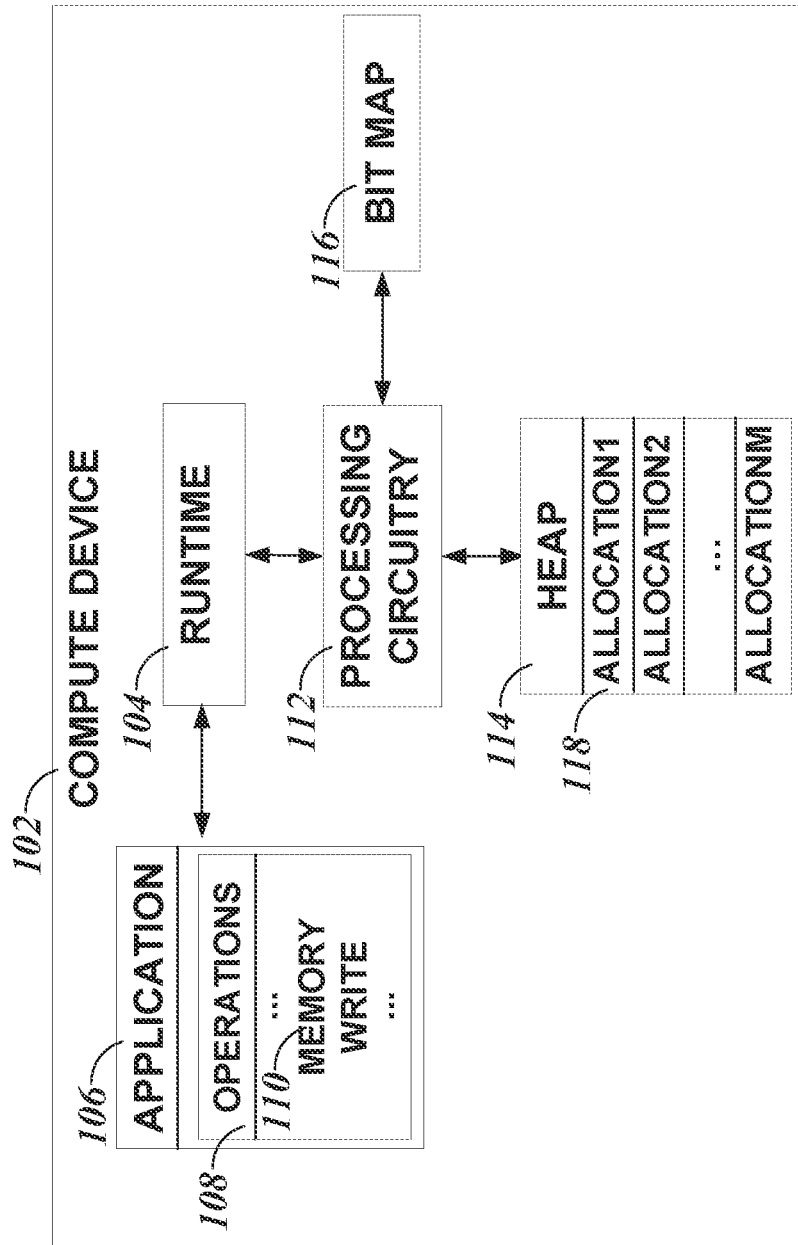 102
COMPUTE DEVICE
106
APPLICATION
108
OPERATIONS
...
110
MEMORY
WRITE
...
104
RUNTIME
112
PROCESSING
CIRCUITRY
116
BIT MAP
114
HEAP
118
ALLOCATION1
ALLOCATION2
...
ALLOCATIONM